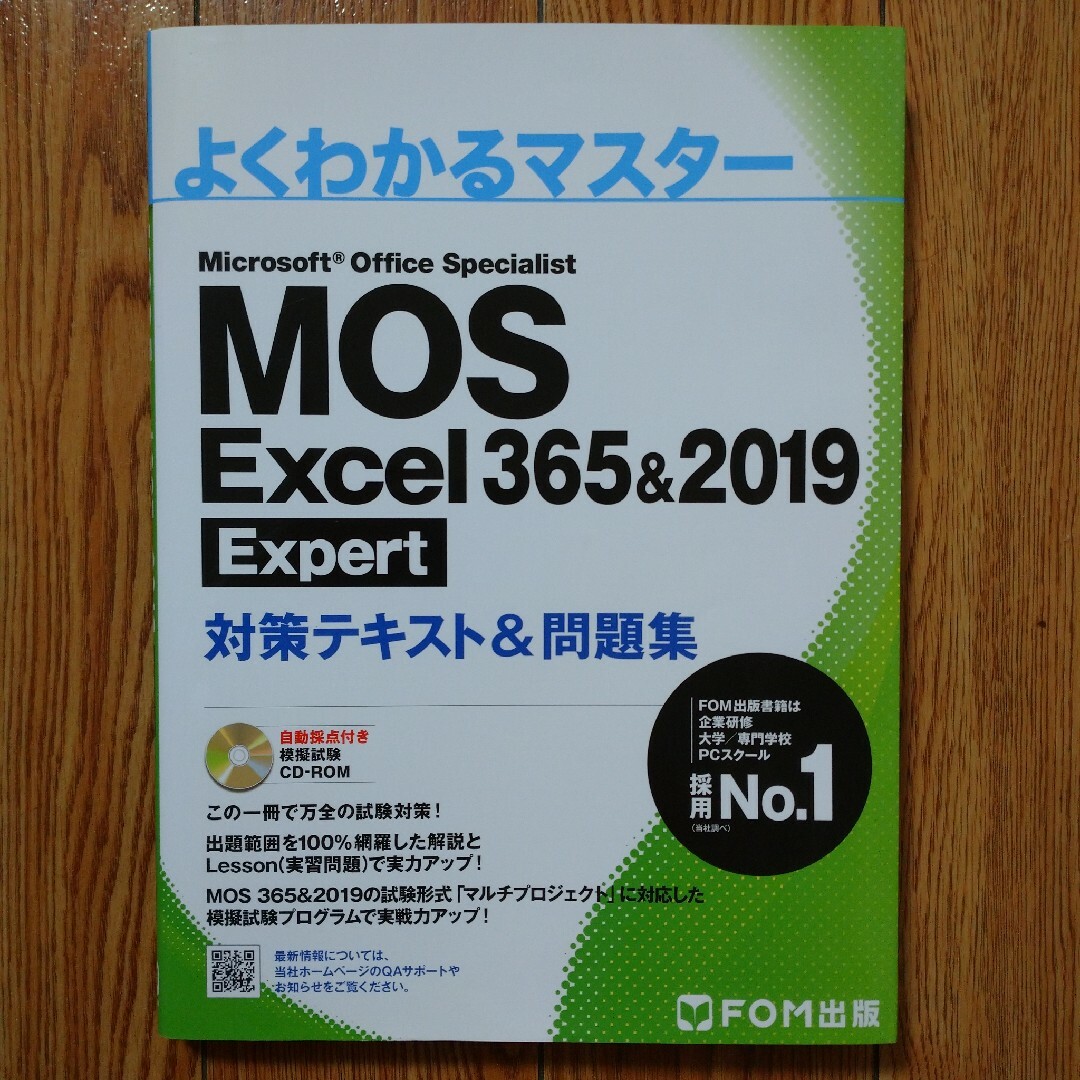 よくわかるマスター
Microsoft® Office Specialist
MOS
Excel 365&2019
Expert
対策テキスト&問題集
FOM出版書籍は
企業研修
大学/専門学校
PCスクール
採用 No.1
(当社調べ)
自動採点付き
模擬試験
CD-ROM
この一冊で万全の試験対策!
出題範囲を100%網羅した解説と
Lesson(実習問題)で実力アップ!
MOS 365&2019の試験形式「マルチプロジェクト」に対応した
模擬試験プログラムで実戦力アップ!
最新情報については、
当社ホームページのQAサポートや
お知らせをご覧ください。
FOM出版